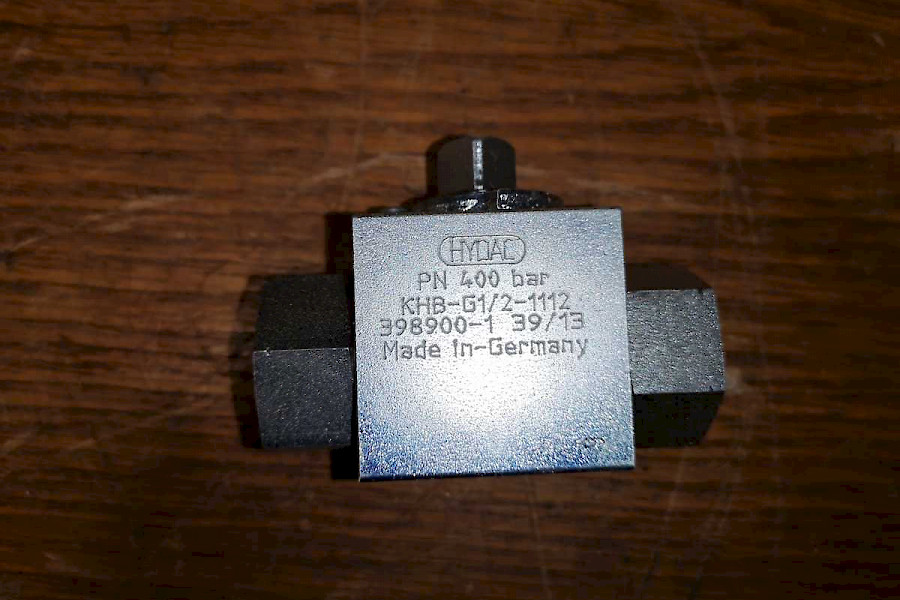 HYDAC
PN 400 bar
KHB-G1/2-1112
398900-1 39/13
Made in-Germany